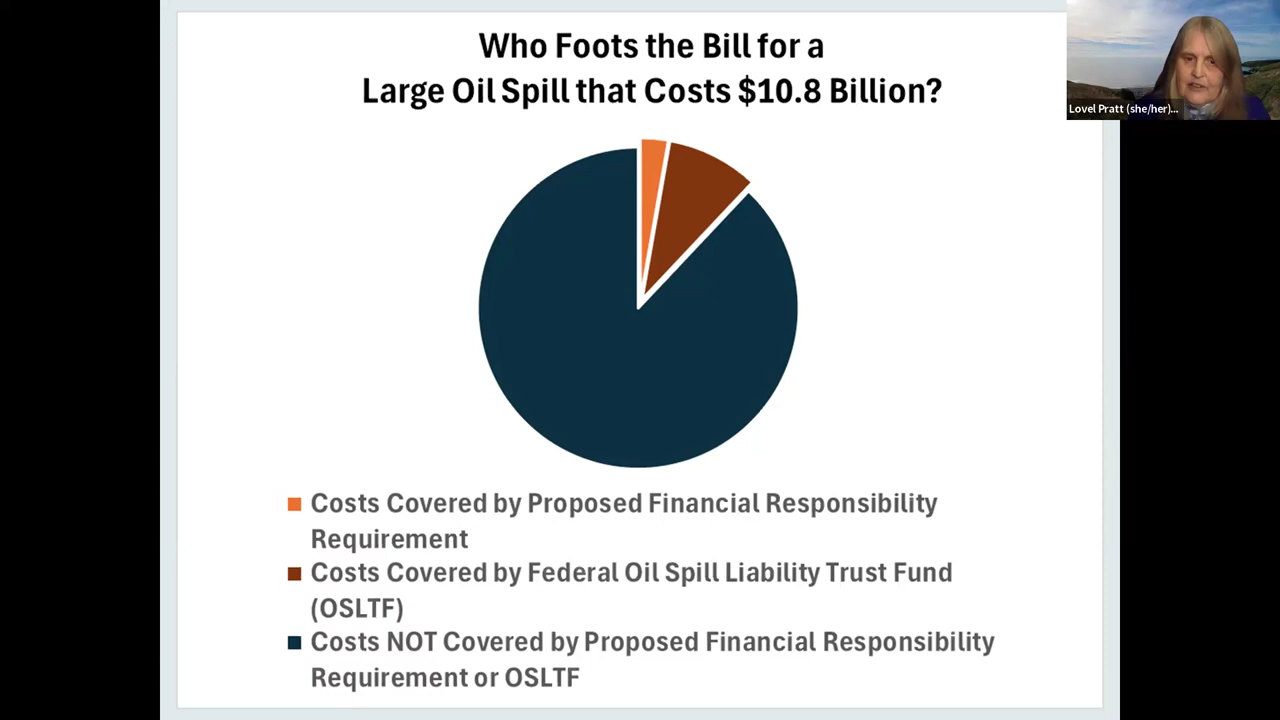 Who Foots the Bill for a
Large Oil Spill that Costs $10.8 Billion?
Lovel Pratt (she/her)...
Costs Covered by Proposed Financial Responsibility
Requirement
Costs Covered by Federal Oil Spill Liability Trust Fund
(OSLTF)
Costs NOT Covered by Proposed Financial Responsibility
Requirement or OSLTF